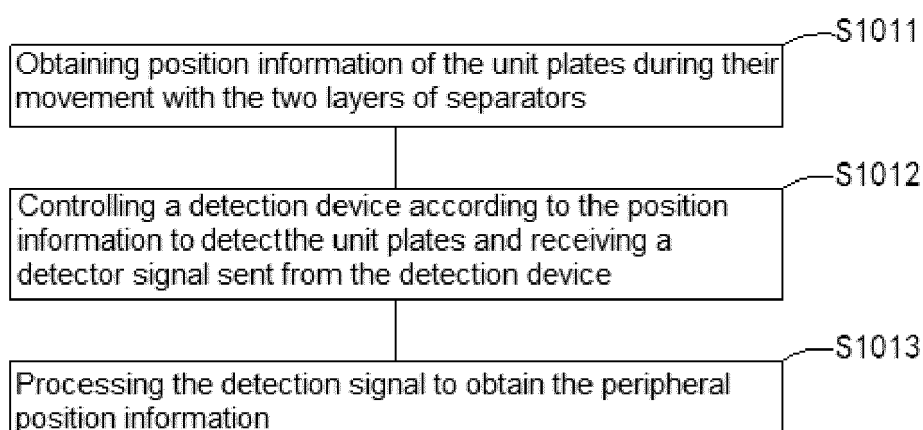 S1011
Obtaining position information of the unit plates during their
movement with the two layers of separators
S1012
Controlling a detection device according to the position
information to detectthe unit plates and receiving a
detector signal sent from the detection device
S1013
Processing the detection signal to obtain the peripheral
position information